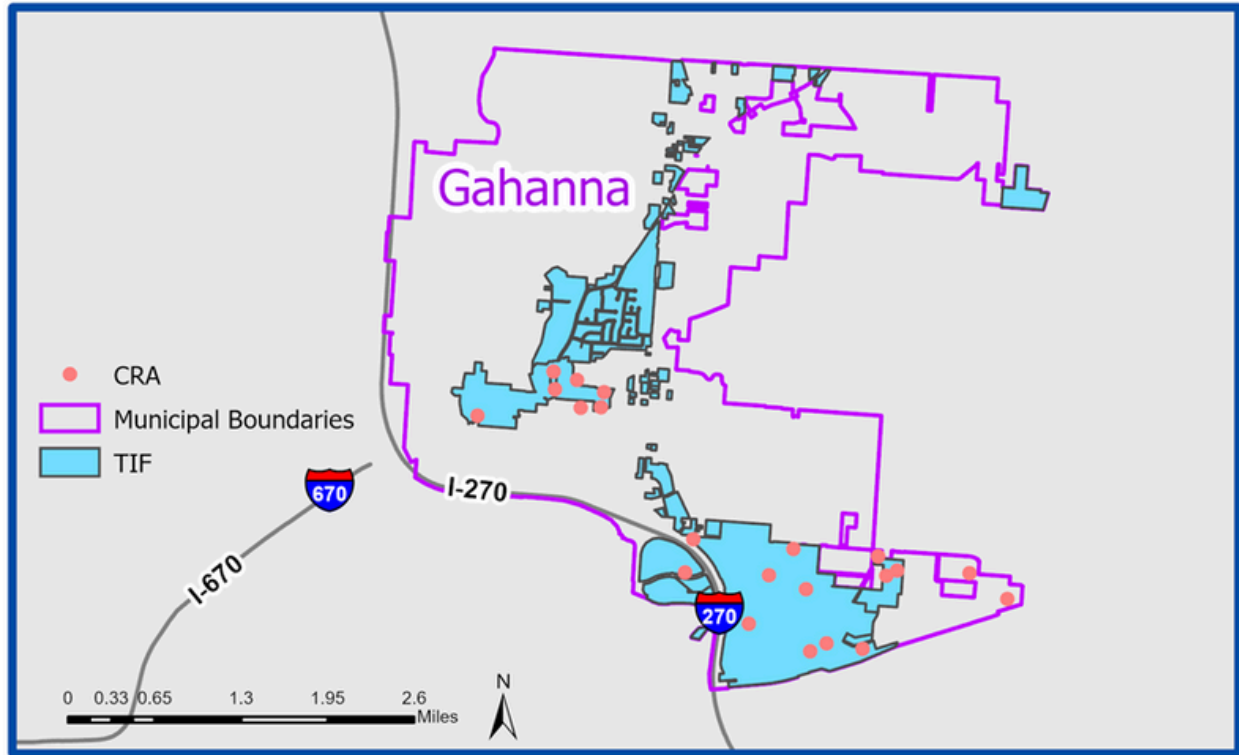 Gahanna
CRA
Municipal Boundaries
TIF
670
I-270
I-670
270
0 0.33 0.65 1.3 1.95 2.6
Miles
N